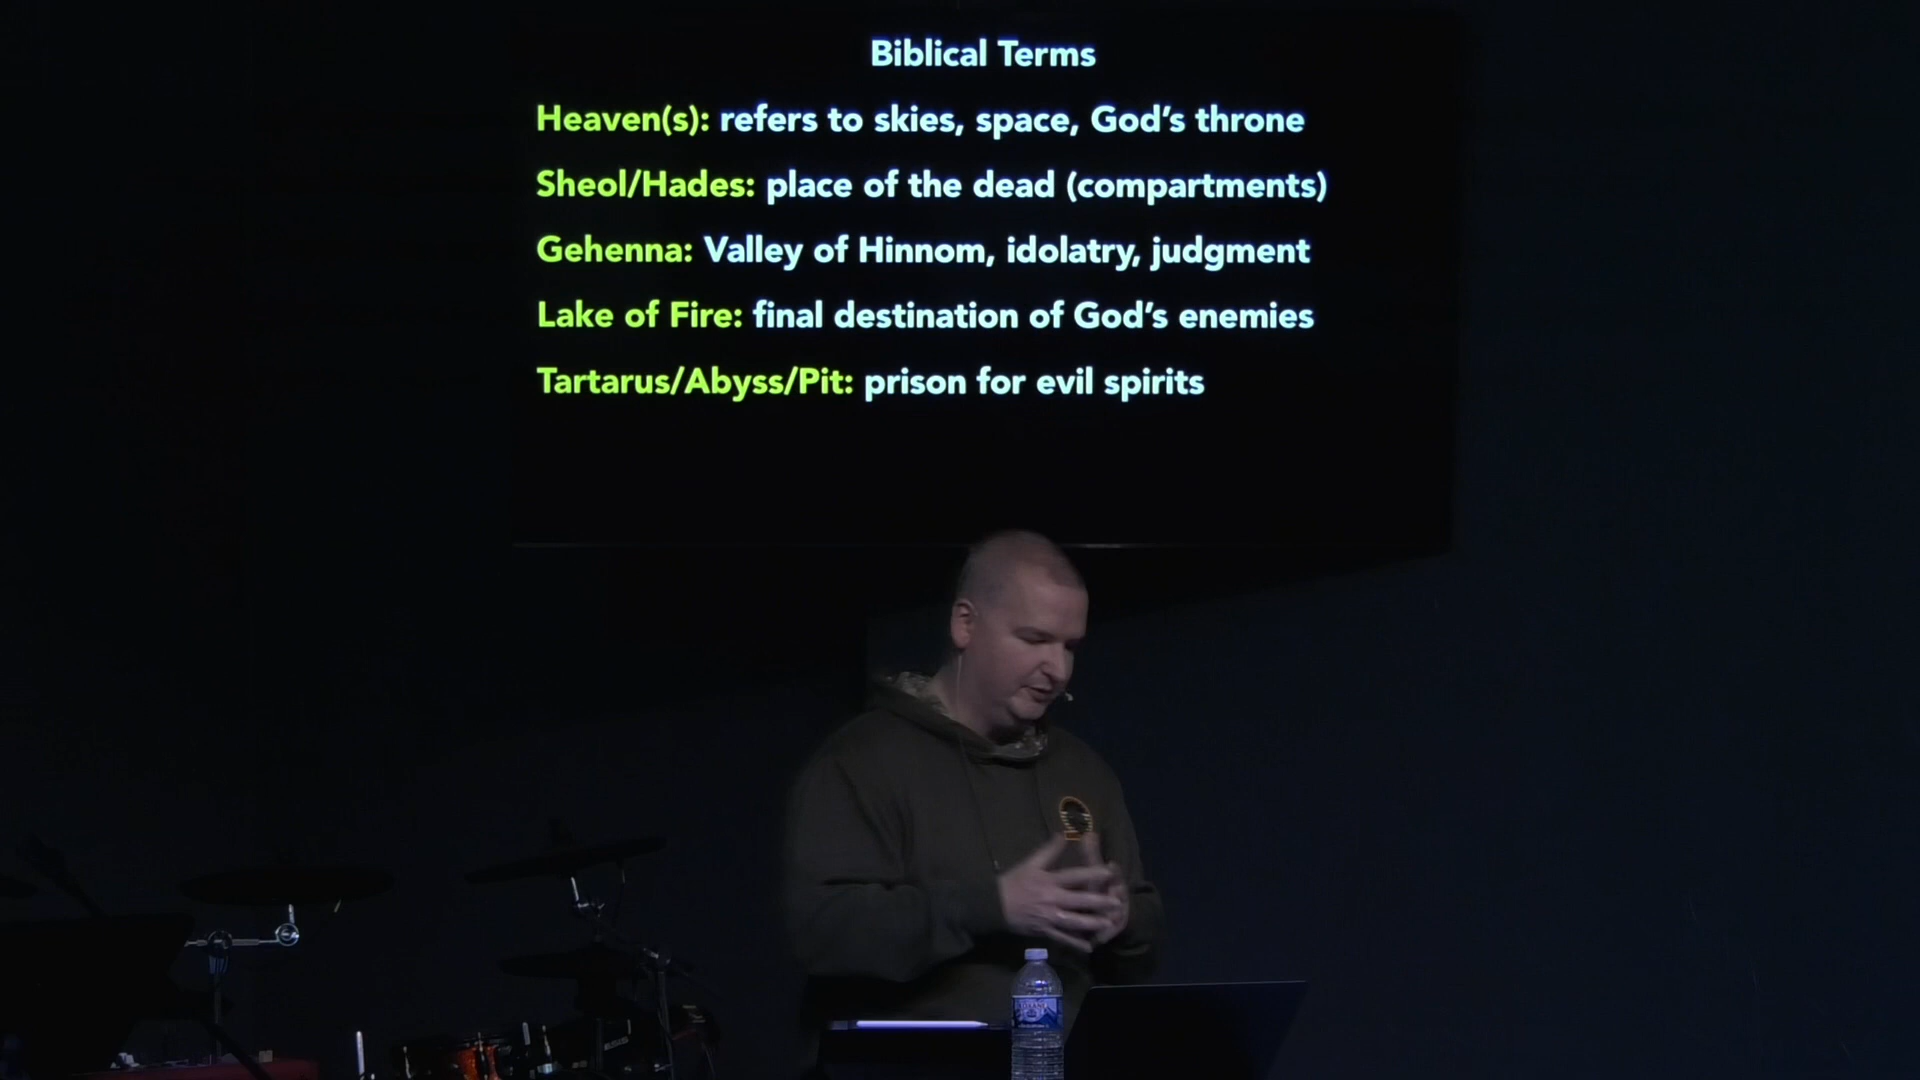 Biblical Terms
Heaven(s): refers to skies, space, God's throne
Sheol/Hades: place of the dead (compartments)
Gehenna: Valley of Hinnom, idolatry, judgment
Lake of Fire: final destination of God's enemies
Tartarus/Abyss/Pit: prison for evil spirits